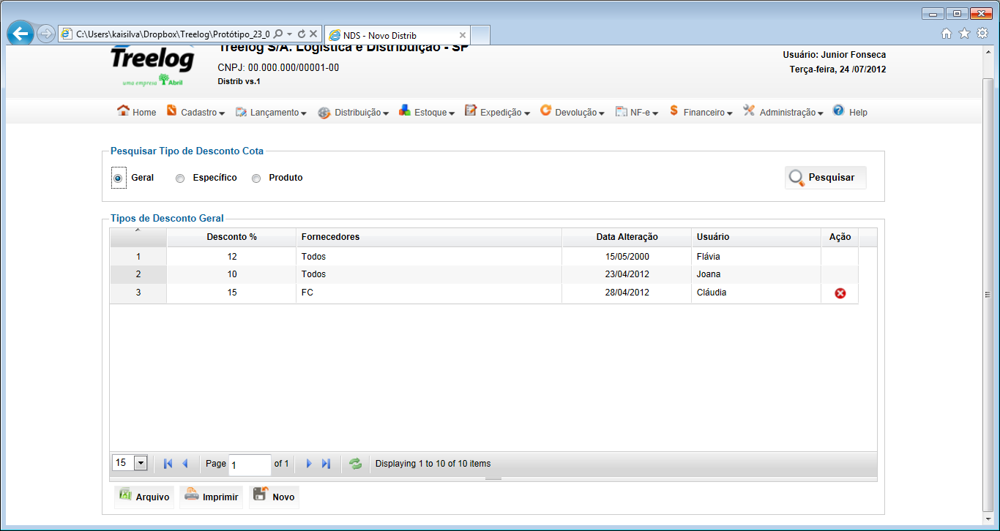 C:\Users\kaisilva\Dropbox\Treelog\Protótipo_23_0
NDS - Novo Distrib
Treelog
uma empresa Abril
Treelog S/A. Logística e Distribuição - SP
CNPJ: 00.000.000/00001-00
Distrib vs.1
Usuário: Junior Fonseca
Terça-feira, 24 /07/2012
Home Cadastro Lançamento Distribuição Estoque Expedição Devolução NF-e Financeiro Administração Help
Pesquisar Tipo de Desconto Cota
Geral Específico Produto Pesquisar
Tipos de Desconto Geral
Desconto % Fornecedores Data Alteração Usuário Ação
1 12 Todos 15/05/2000 Flávia
2 10 Todos 23/04/2012 Joana
3 15 FC 28/04/2012 Cláudia
15 Page 1 of 1 Displaying 1 to 10 of 10 items
Arquivo Imprimir Novo